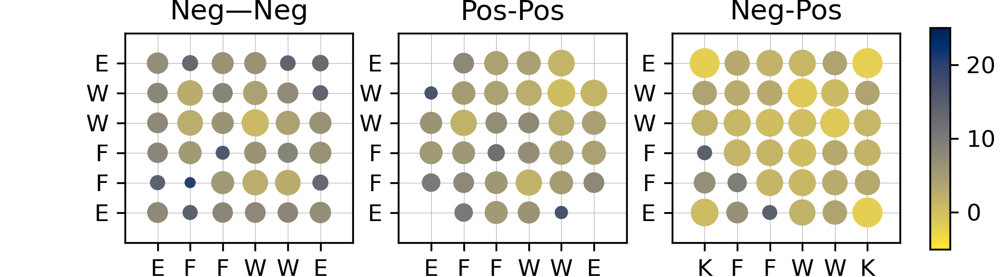 Neg—Neg Pos-Pos Neg-Pos
E E E
20
W W W
W W W
10
F F F
F F F
0
E E E
E F F W W E E F F W W E K F F W W K